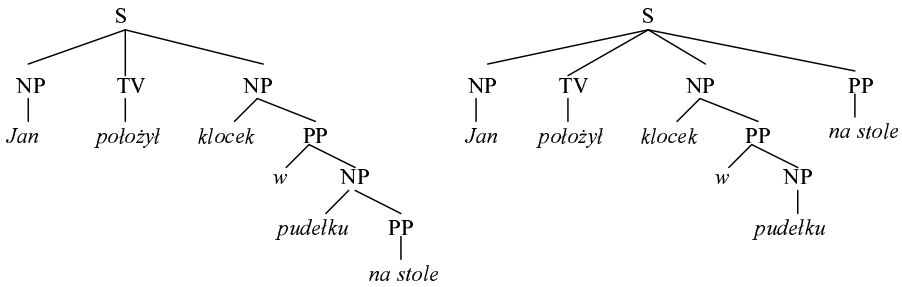 S S
NP TV NP NP TV NP PP
Jan położył klocek Jan położył klocek na stole
PP PP
w NP w NP
pudełku PP pudełku
na stole